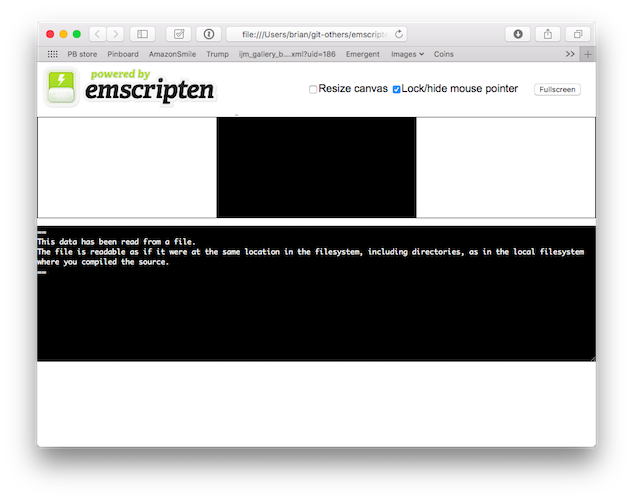 file:///Users/brian/git-others/emscripte
PB store Pinboard AmazonSmile Trump ijm_gallery_b....xml?uid=186 Emergent Images Coins >>
powered by
emscripten
Resize canvas Lock/hide mouse pointer Fullscreen
==
This data has been read from a file.
The file is readable as if it were at the same location in the filesystem, including directories, as in the local filesystem
where you compiled the source.
==